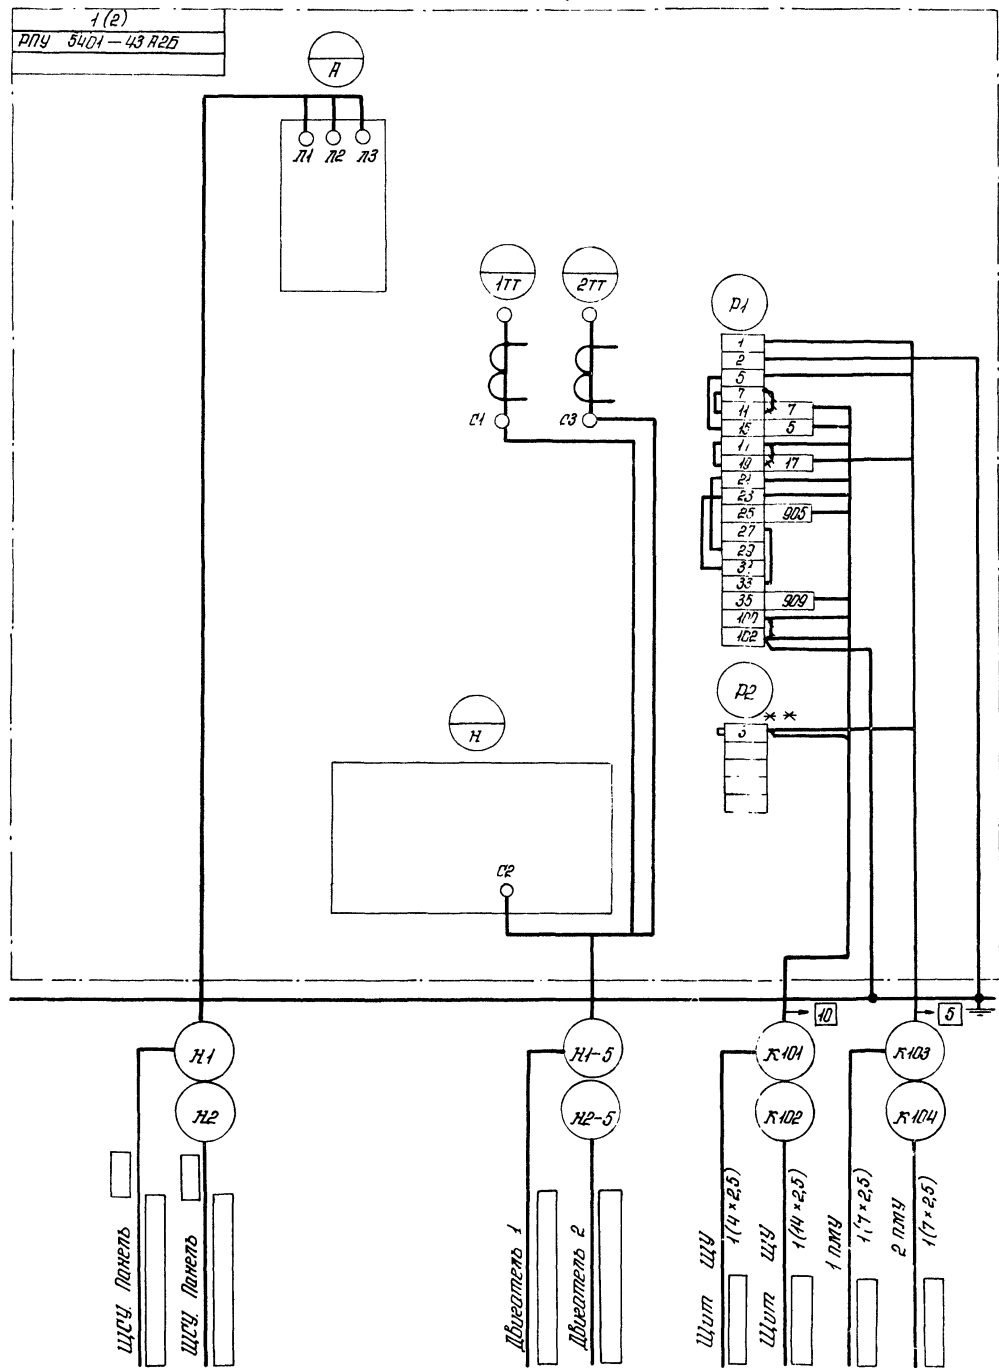 1(2)
РПУ 5401-43 А2Б
А
Л1 Л2 Л3
1ТТ 2ТТ
С1 С3
Р1
1
2
5
7
11 7
15 5
17
19 17
21
23
25 905
27
29
31
33
35 909
100
102
Р2
* *
3
Н
С2
10 5
Н1 Н1-5 К101 К103
Н2 Н2-5 К102 К104
ЩСУ. Панель
ЩСУ. Панель
Двигатель 1
Двигатель 2
Щит ЩУ
1(4×2,5)
Щит ЩУ
1(14×2,5)
1 ПМУ
1(7×2,5)
2 ПМУ
1(7×2,5)